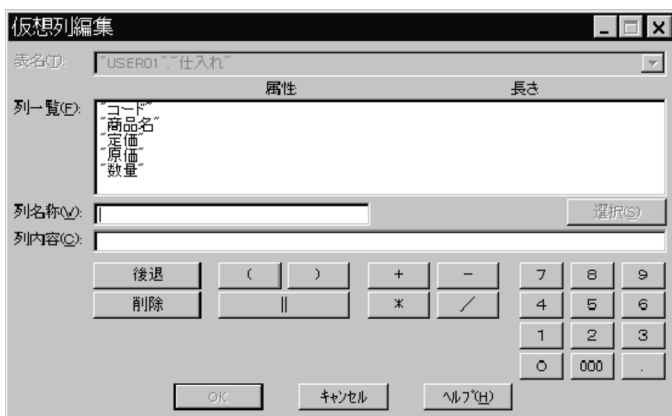 仮想列編集
表名(T): "USER01"."仕入れ"
属性 長さ
列一覧(F):
"コード"
"商品名"
"定価"
"原価"
"数量"
列名称(V): 選択(S)
列内容(C):
後退 ( ) + - 7 8 9
削除 || * / 4 5 6
1 2 3
0 000 .
OK キャンセル ヘルプ(H)